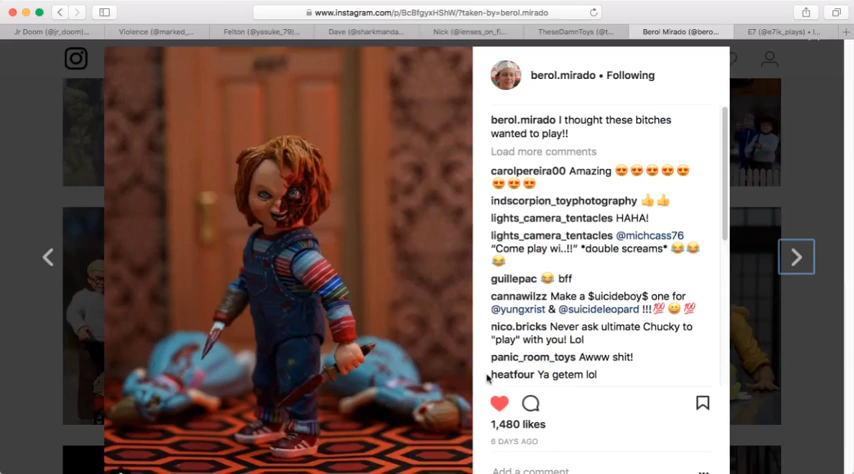 www.instagram.com/p/BcBfgyxHShW/?taken-by=berol.mirado
Jr Doom (@jr_doom)... Violence (@marked_... Felton (@yasuke_79)... Dave (@sharkmanda... Nick (@lenses_on_fi... TheseDamnToys (@t... Berol Mirado (@bero... E7 (@e7ik_plays) • I...
berol.mirado • Following
berol.mirado I thought these bitches
wanted to play!!
Load more comments
carolpereira00 Amazing 😍 😍 😍 😍 😍
😍 😍 😍
indscorpion_toyphotography 👍👍
lights_camera_tentacles HAHA!
lights_camera_tentacles @michcass76
“Come play wi..!!” *double screams* 😂 😂
😂
guillepac 😂 bff
cannawilzz Make a $uicideboy$ one for
@yungxrist & @suicideleopard !!! 💯 😄 💯
nico.bricks Never ask ultimate Chucky to
"play" with you! Lol
panic_room_toys Awww shit!
heatfour Ya getem lol
1,480 likes
6 DAYS AGO
Add a comment...